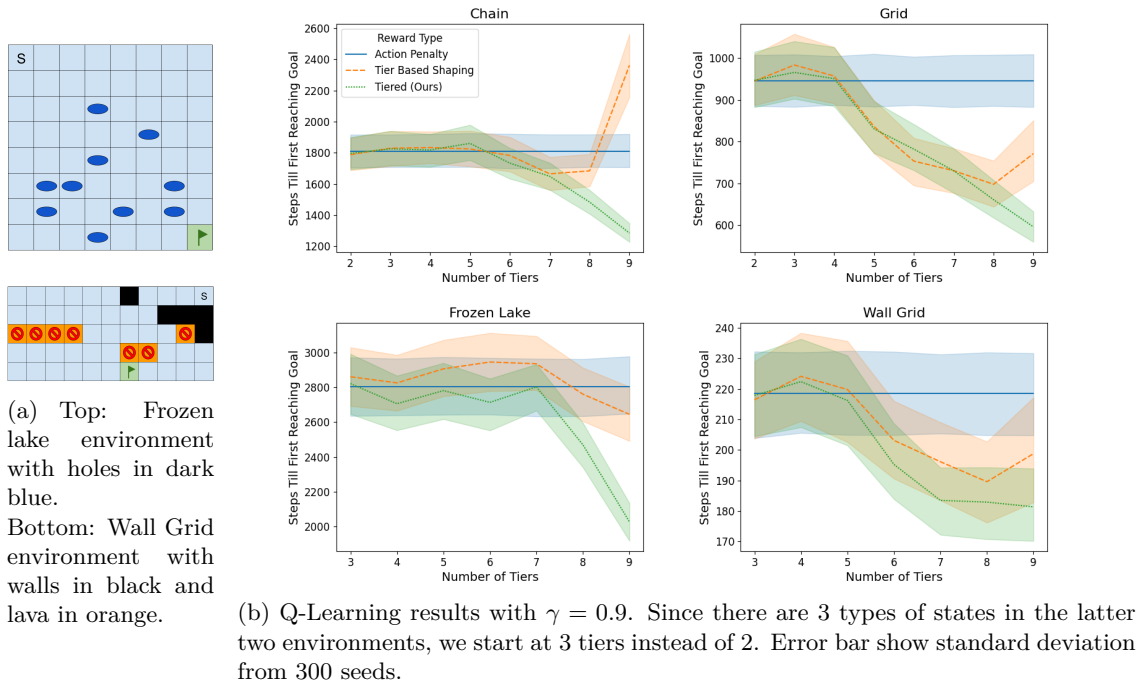 S
S
(a) Top: Frozen
lake environment
with holes in dark
blue.
Bottom: Wall Grid
environment with
walls in black and
lava in orange.
Chain
Steps Till First Reaching Goal
2600
2400
2200
2000
1800
1600
1400
1200
Reward Type
Action Penalty
Tier Based Shaping
Tiered (Ours)
2 3 4 5 6 7 8 9
Number of Tiers
Grid
Steps Till First Reaching Goal
1000
900
800
700
600
2 3 4 5 6 7 8 9
Number of Tiers
Frozen Lake
Steps Till First Reaching Goal
3000
2800
2600
2400
2200
2000
3 4 5 6 7 8 9
Number of Tiers
Wall Grid
Steps Till First Reaching Goal
240
230
220
210
200
190
180
170
3 4 5 6 7 8 9
Number of Tiers
(b) Q-Learning results with γ = 0.9. Since there are 3 types of states in the latter
two environments, we start at 3 tiers instead of 2. Error bar show standard deviation
from 300 seeds.